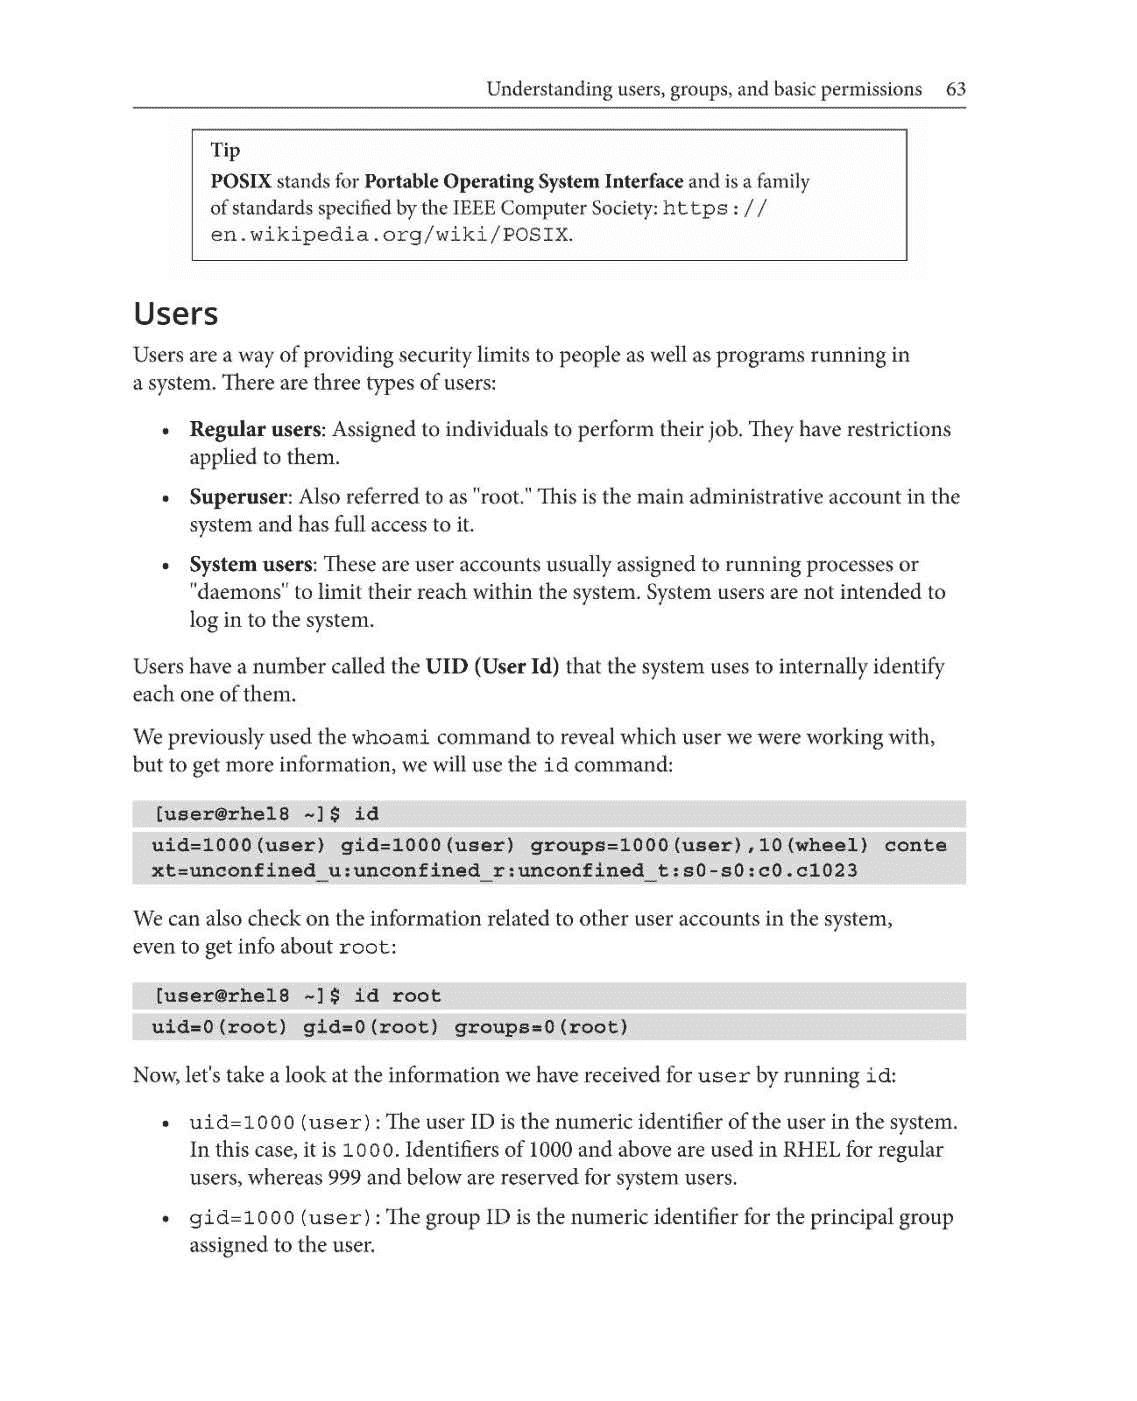 Understanding users, groups, and basic permissions 63
Tip
POSIX stands for Portable Operating System Interface and is a family
of standards specified by the IEEE Computer Society: https://
en.wikipedia.org/wiki/POSIX.
Users
Users are a way of providing security limits to people as well as programs running in
a system. There are three types of users:
• Regular users: Assigned to individuals to perform their job. They have restrictions
applied to them.
• Superuser: Also referred to as "root." This is the main administrative account in the
system and has full access to it.
• System users: These are user accounts usually assigned to running processes or
"daemons" to limit their reach within the system. System users are not intended to
log in to the system.
Users have a number called the UID (User Id) that the system uses to internally identify
each one of them.
We previously used the whoami command to reveal which user we were working with,
but to get more information, we will use the id command:
[user@rhel8 ~]$ id
uid=1000(user) gid=1000(user) groups=1000(user),10(wheel) conte
xt=unconfined_u:unconfined_r:unconfined_t:s0-s0:c0.c1023
We can also check on the information related to other user accounts in the system,
even to get info about root:
[user@rhel8 ~]$ id root
uid=0(root) gid=0(root) groups=0(root)
Now, let's take a look at the information we have received for user by running id:
• uid=1000(user): The user ID is the numeric identifier of the user in the system.
In this case, it is 1000. Identifiers of 1000 and above are used in RHEL for regular
users, whereas 999 and below are reserved for system users.
• gid=1000(user): The group ID is the numeric identifier for the principal group
assigned to the user.